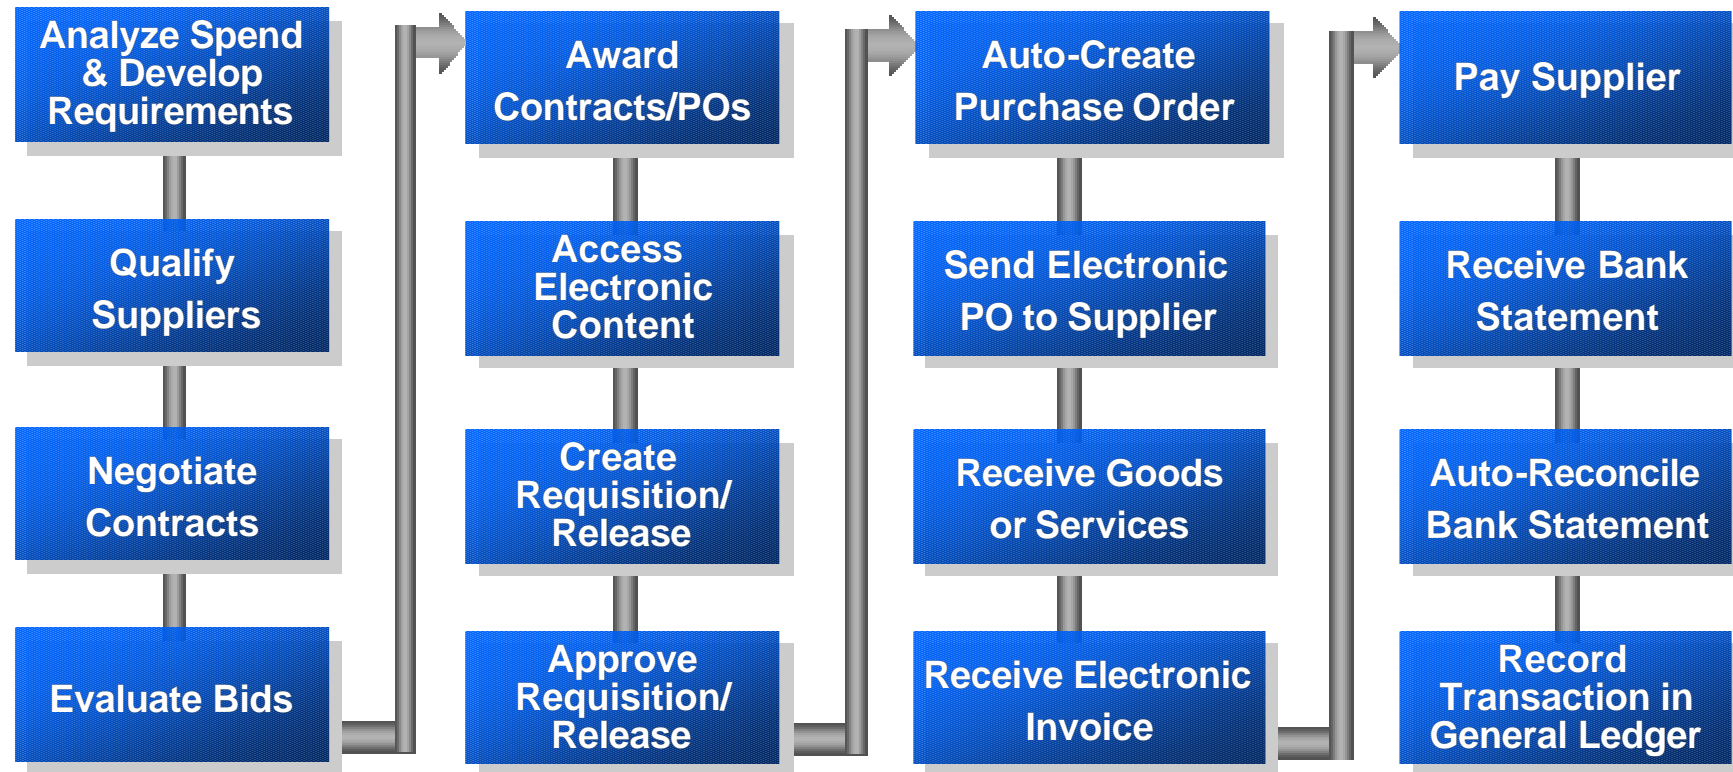 Analyze Spend
& Develop
Requirements
Qualify
Suppliers
Negotiate
Contracts
Evaluate Bids
Award
Contracts/POs
Access
Electronic
Content
Create
Requisition/
Release
Approve
Requisition/
Release
Auto-Create
Purchase Order
Send Electronic
PO to Supplier
Receive Goods
or Services
Receive Electronic
Invoice
Pay Supplier
Receive Bank
Statement
Auto-Reconcile
Bank Statement
Record
Transaction in
General Ledger